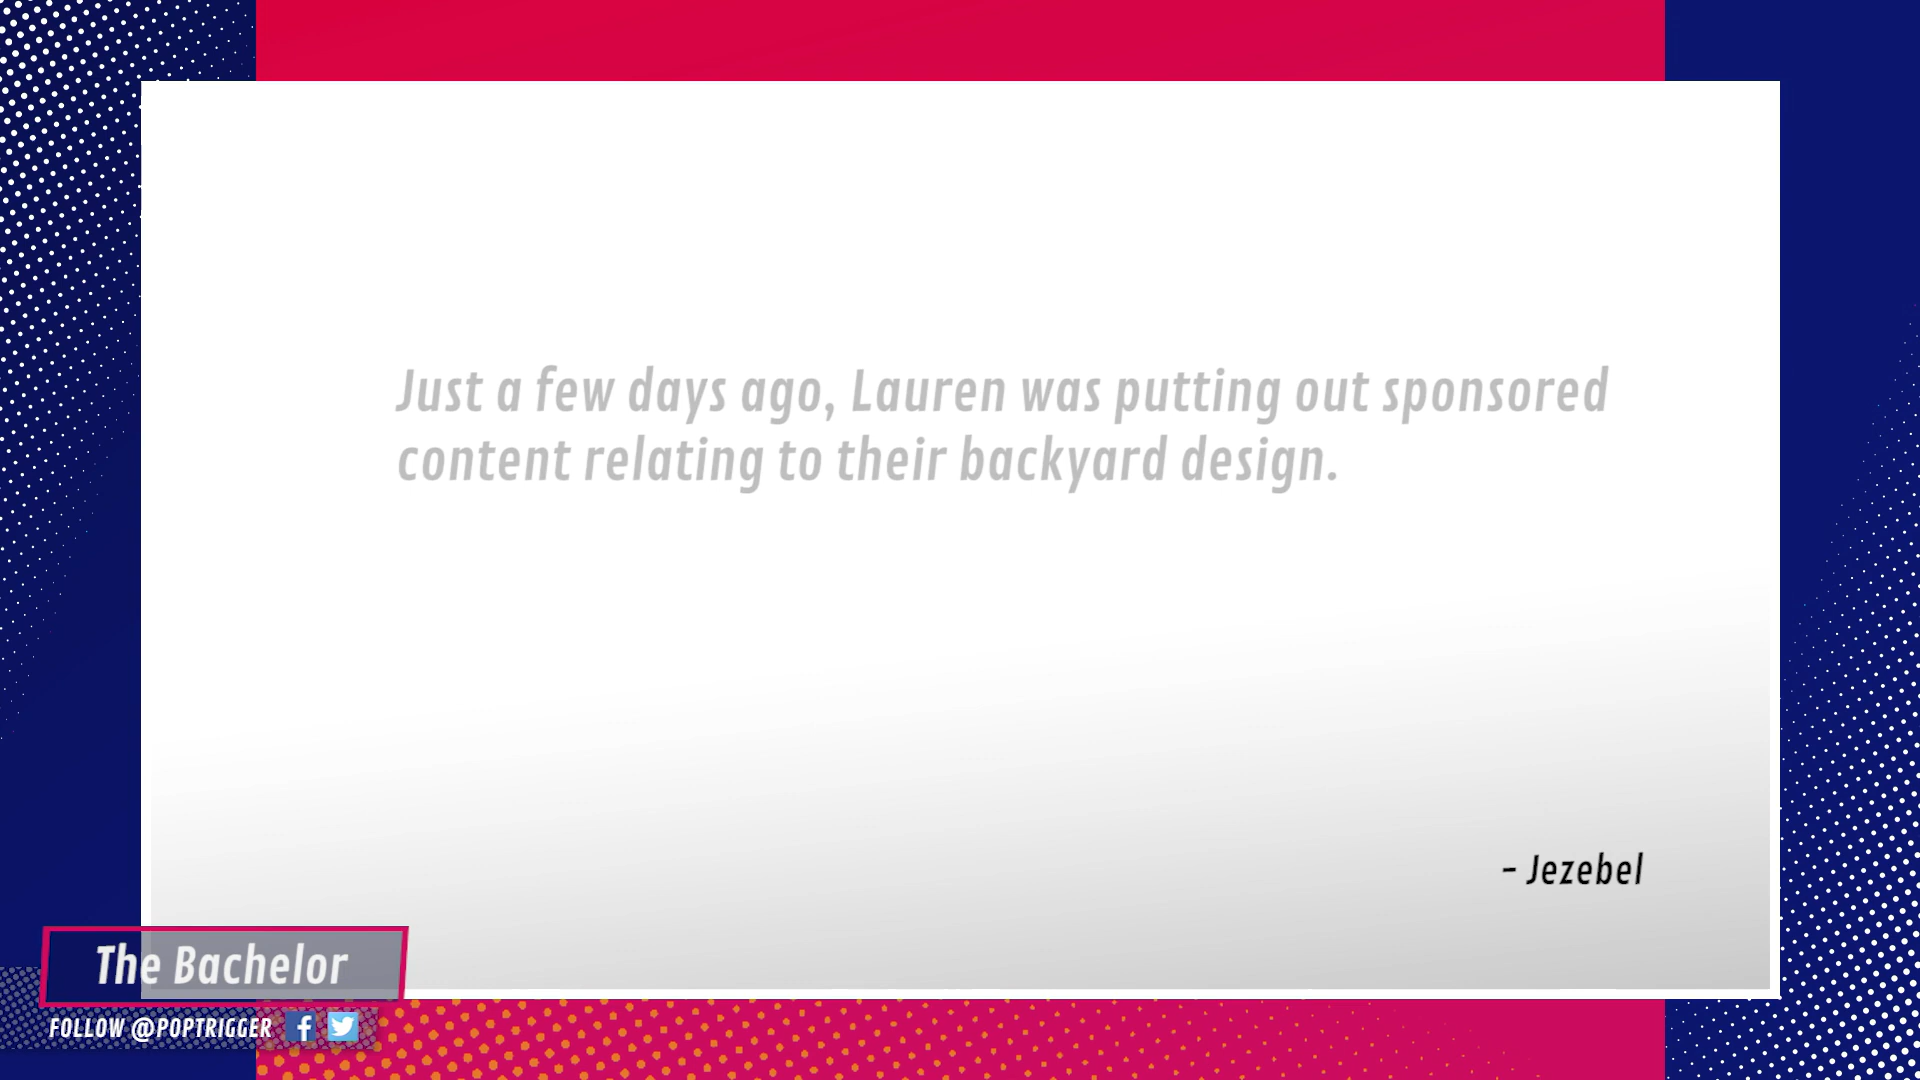 Just a few days ago, Lauren was putting out sponsored
content relating to their backyard design.
- Jezebel
The Bachelor
FOLLOW @POPTRIGGER